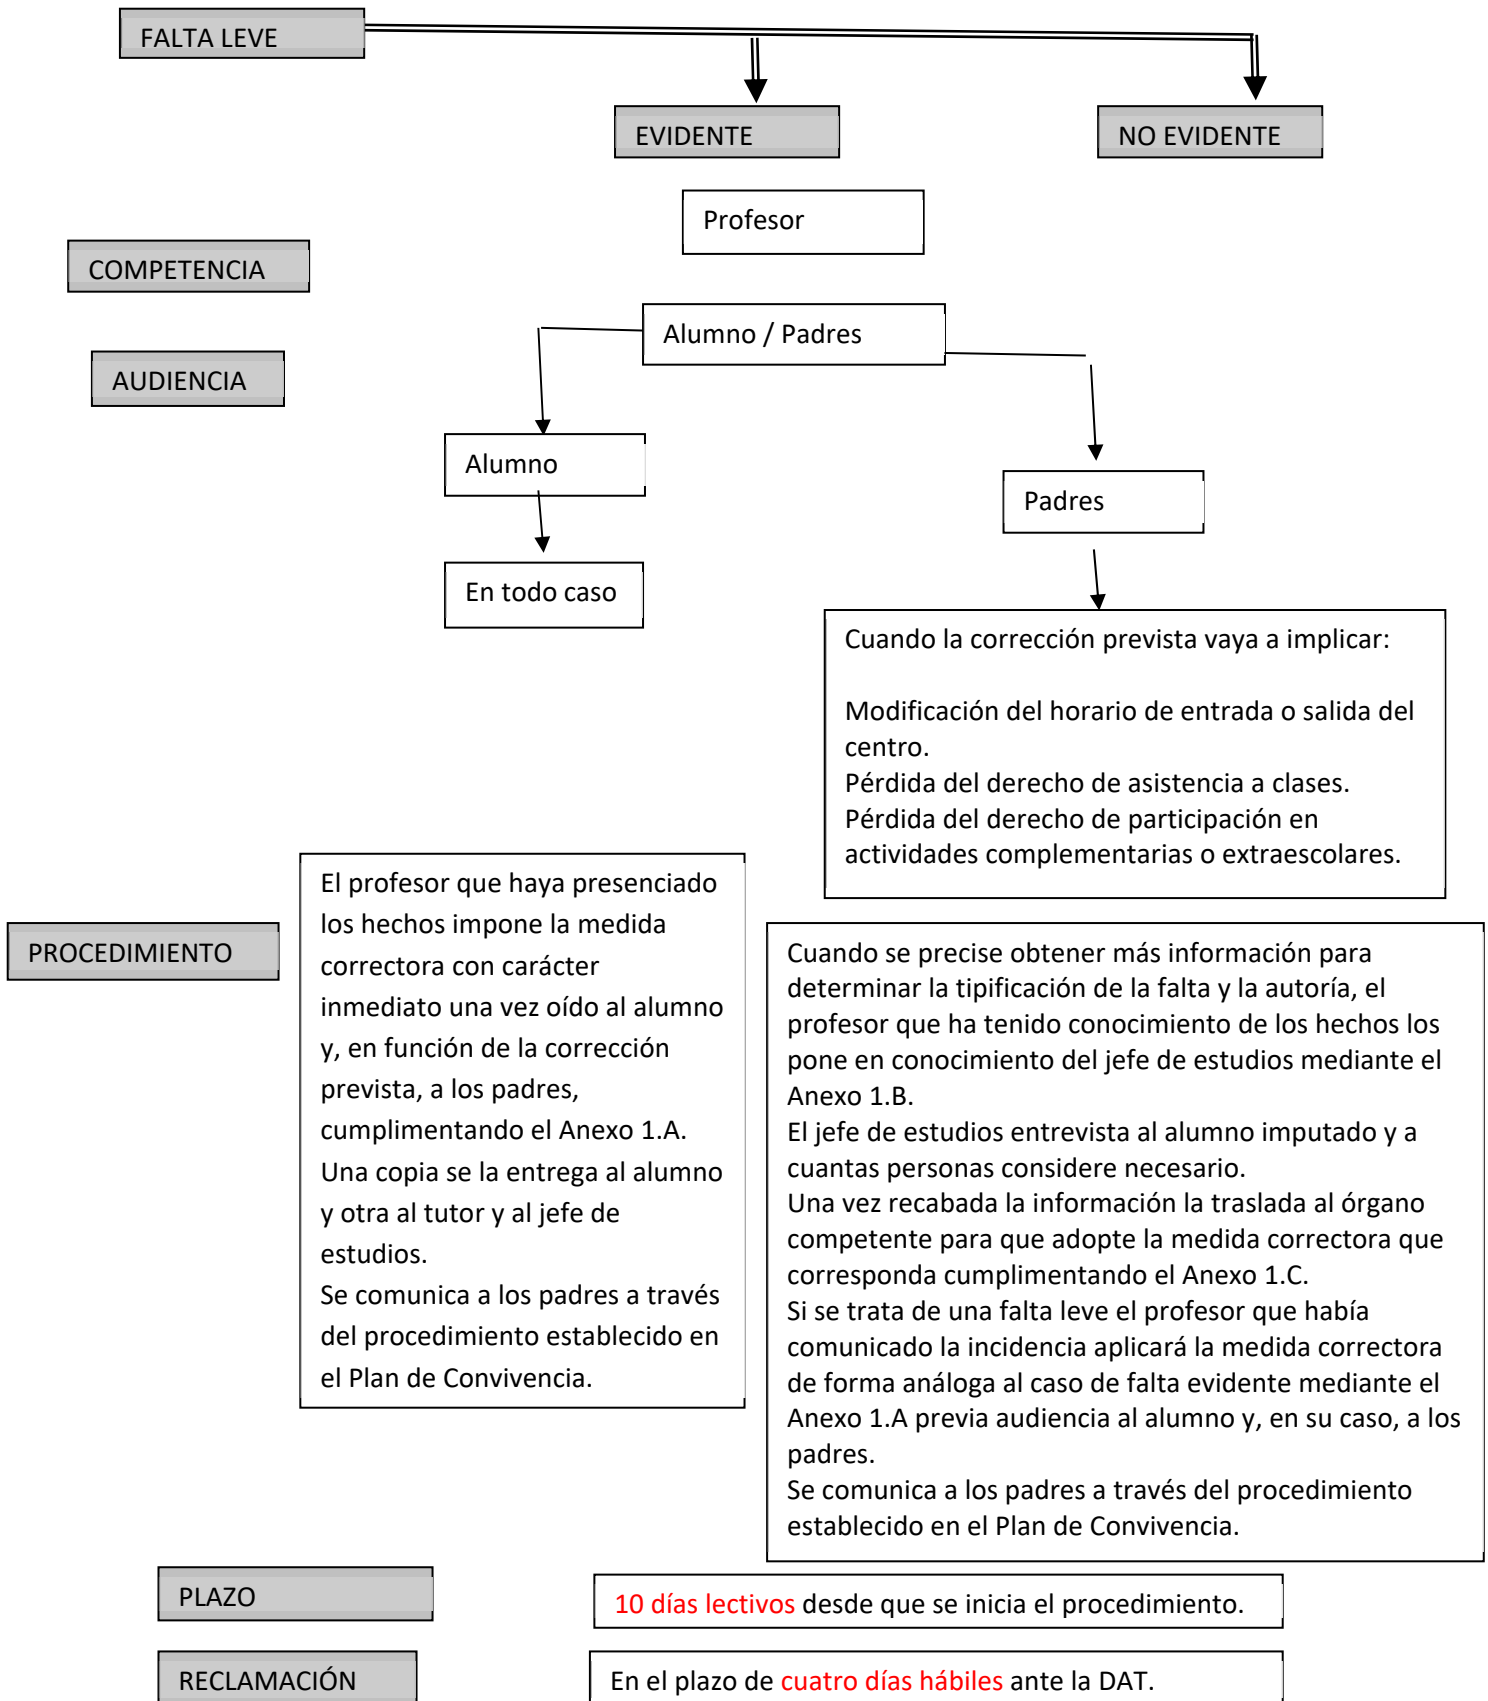 FALTA LEVE
EVIDENTE
NO EVIDENTE
Profesor
COMPETENCIA
Alumno / Padres
AUDIENCIA
Alumno
Padres
En todo caso
Cuando la corrección prevista vaya a implicar:
Modificación del horario de entrada o salida del
centro.
Pérdida del derecho de asistencia a clases.
Pérdida del derecho de participación en
actividades complementarias o extraescolares.
PROCEDIMIENTO
El profesor que haya presenciado
los hechos impone la medida
correctora con carácter
inmediato una vez oído al alumno
y, en función de la corrección
prevista, a los padres,
cumplimentando el Anexo 1.A.
Una copia se la entrega al alumno
y otra al tutor y al jefe de
estudios.
Se comunica a los padres a través
del procedimiento establecido en
el Plan de Convivencia.
Cuando se precise obtener más información para
determinar la tipificación de la falta y la autoría, el
profesor que ha tenido conocimiento de los hechos los
pone en conocimiento del jefe de estudios mediante el
Anexo 1.B.
El jefe de estudios entrevista al alumno imputado y a
cuantas personas considere necesario.
Una vez recabada la información la traslada al órgano
competente para que adopte la medida correctora que
corresponda cumplimentando el Anexo 1.C.
Si se trata de una falta leve el profesor que había
comunicado la incidencia aplicará la medida correctora
de forma análoga al caso de falta evidente mediante el
Anexo 1.A previa audiencia al alumno y, en su caso, a los
padres.
Se comunica a los padres a través del procedimiento
establecido en el Plan de Convivencia.
PLAZO
10 días lectivos desde que se inicia el procedimiento.
RECLAMACIÓN
En el plazo de cuatro días hábiles ante la DAT.